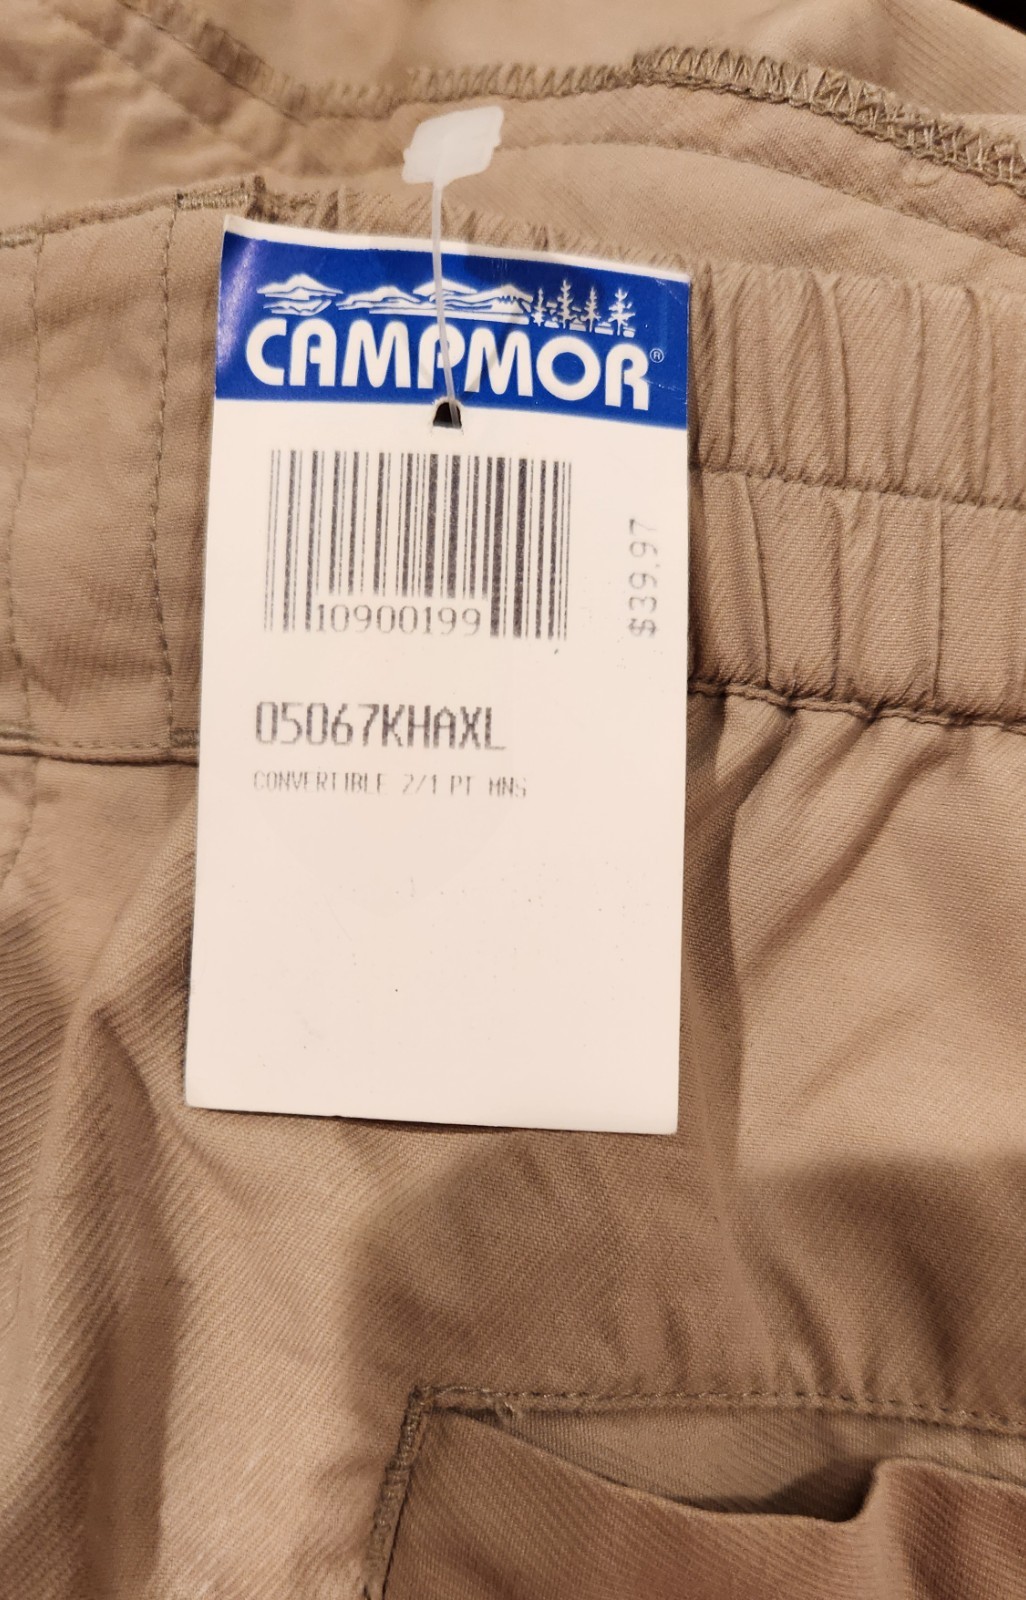 CAMPMOR®
10900199
$39.97
05067KHAXL
CONVERTIBLE 2/1 PT MNS